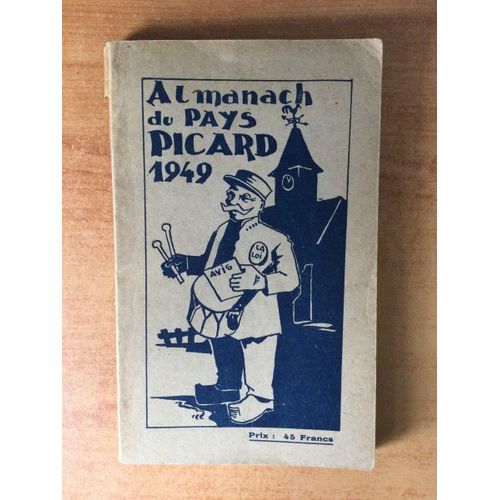 Almanach
du PAYS
PICARD
1949
LA
LOI
AVIS
Prix : 45 Francs